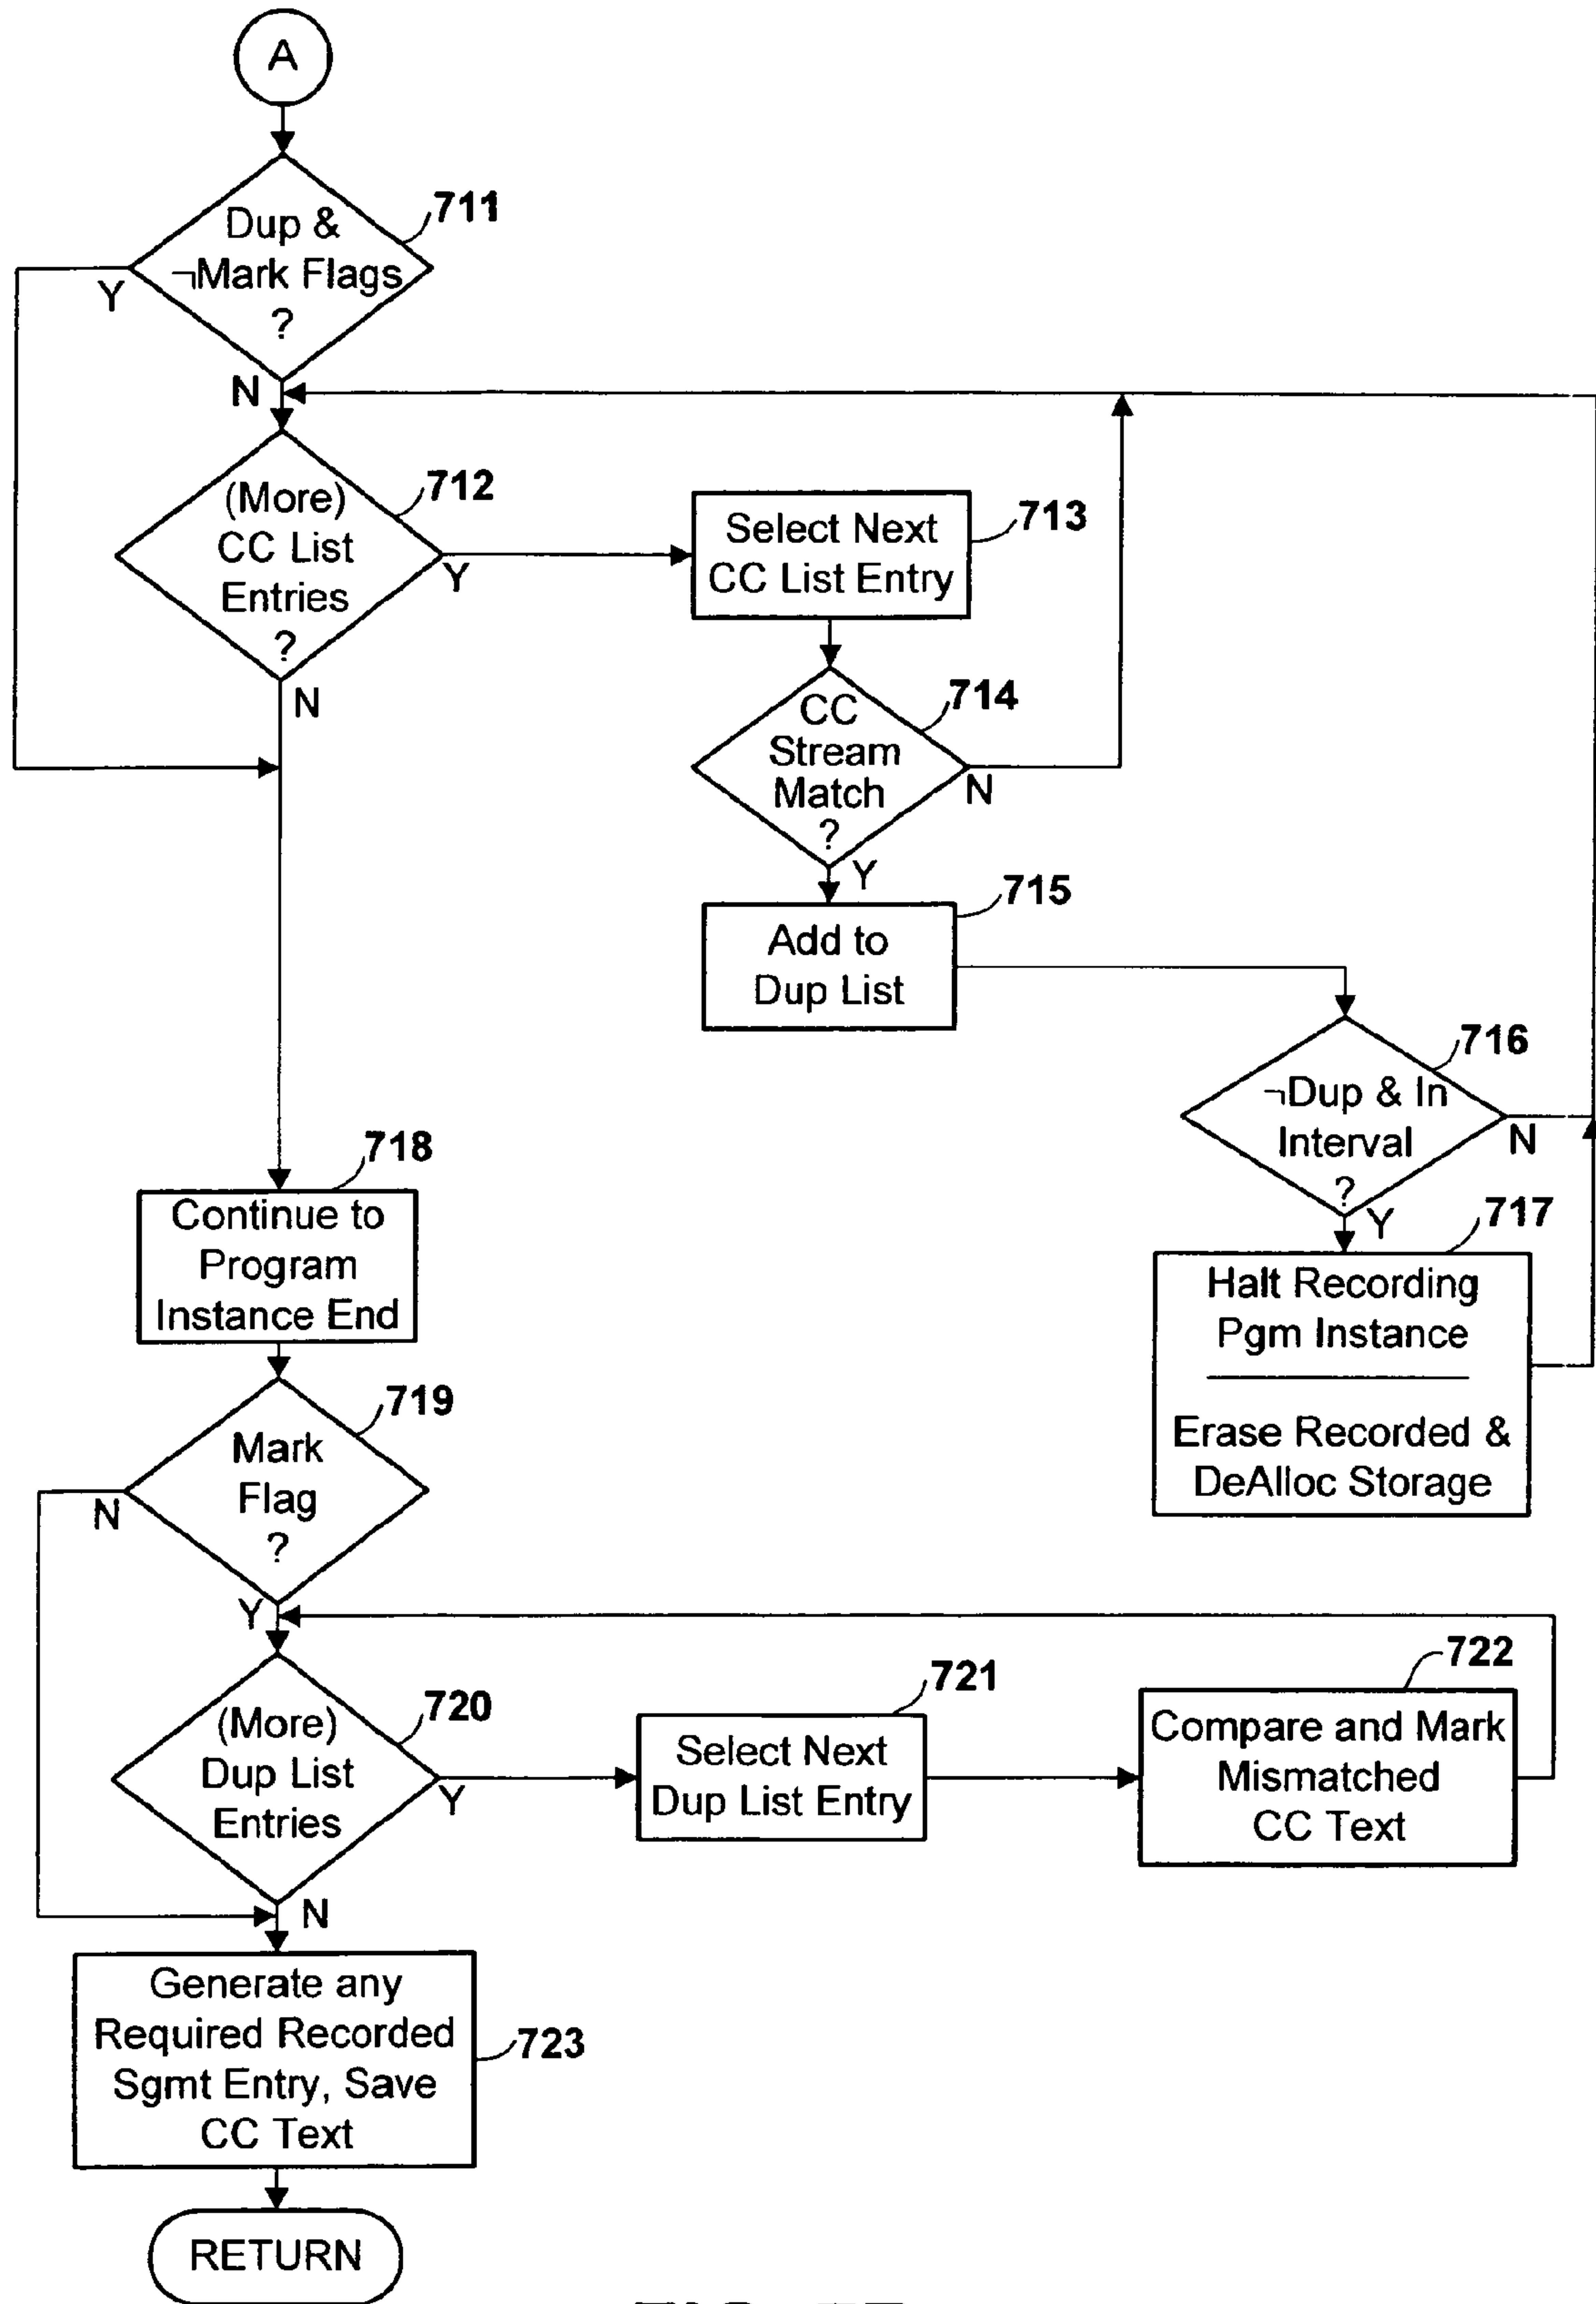 A
Dup &
¬Mark Flags
?
711
Y
N
(More)
CC List
Entries
?
712
Y
N
Select Next
CC List Entry
713
CC
Stream
Match
?
714
N
Y
Add to
Dup List
715
¬Dup & In
Interval
?
716
N
Y
Halt Recording
Pgm Instance
Erase Recorded &
DeAlloc Storage
717
Continue to
Program
Instance End
718
Mark
Flag
?
719
N
Y
(More)
Dup List
Entries
720
Y
N
Select Next
Dup List Entry
721
Compare and Mark
Mismatched
CC Text
722
Generate any
Required Recorded
Sgmt Entry, Save
CC Text
723
RETURN